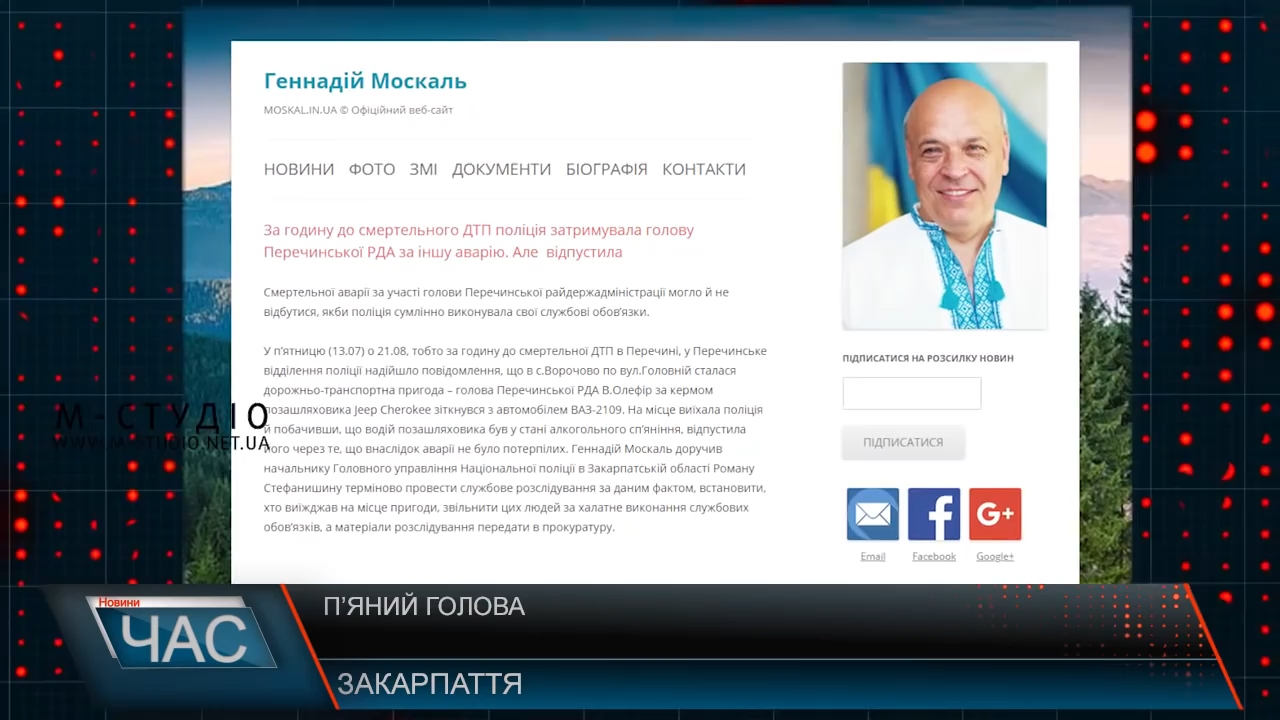 Геннадій Москаль
MOSKAL.IN.UA © Офіційний веб-сайт
НОВИНИ ФОТО ЗМІ ДОКУМЕНТИ БІОГРАФІЯ КОНТАКТИ
За годину до смертельного ДТП поліція затримувала голову
Перечинської РДА за іншу аварію. Але відпустила
Смертельної аварії за участі голови Перечинської райдержадміністрації могло й не
відбутися, якби поліція сумлінно виконувала свої службові обов'язки.
У п'ятницю (13.07) о 21.08, тобто за годину до смертельної ДТП в Перечині, у Перечинське
відділення поліції надійшло повідомлення, що в с.Ворочово по вул.Головній сталася
дорожньо-транспортна пригода – голова Перечинської РДА В.Олефір за кермом
позашляховика Jeep Cherokee зіткнувся з автомобілем ВАЗ-2109. На місце виїхала поліція
й побачивши, що водій позашляховика був у стані алкогольного сп'яніння, відпустила
його через те, що внаслідок аварії не було потерпілих. Геннадій Москаль доручив
начальнику Головного управління Національної поліції в Закарпатській області Роману
Стефанишину терміново провести службове розслідування за даним фактом, встановити,
хто виїжджав на місце пригоди, звільнити цих людей за халатне виконання службових
обов'язків, а матеріали розслідування передати в прокуратуру.
ПІДПИСАТИСЯ НА РОЗСИЛКУ НОВИН
ПІДПИСАТИСЯ
f G+
Email Facebook Google+
М-СТУДІО
WWW.M-STUDIO.NET.UA
Новини
ЧАС
П'ЯНИЙ ГОЛОВА
ЗАКАРПАТТЯ